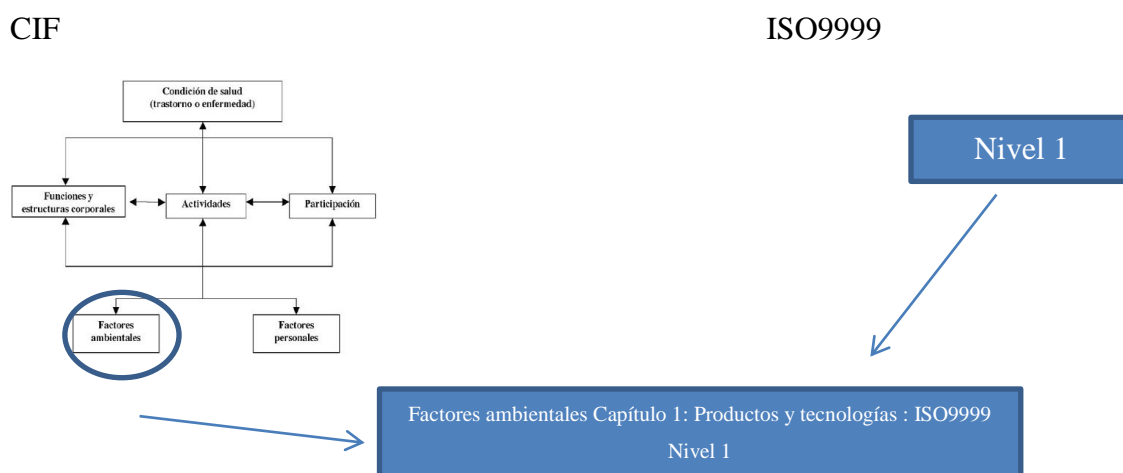 CIF
ISO9999
Condición de salud
(trastorno o enfermedad)
Nivel 1
Funciones y
estructuras corporales
Actividades
Participación
Factores
ambientales
Factores
personales
Factores ambientales Capítulo 1: Productos y tecnologías : ISO9999
Nivel 1